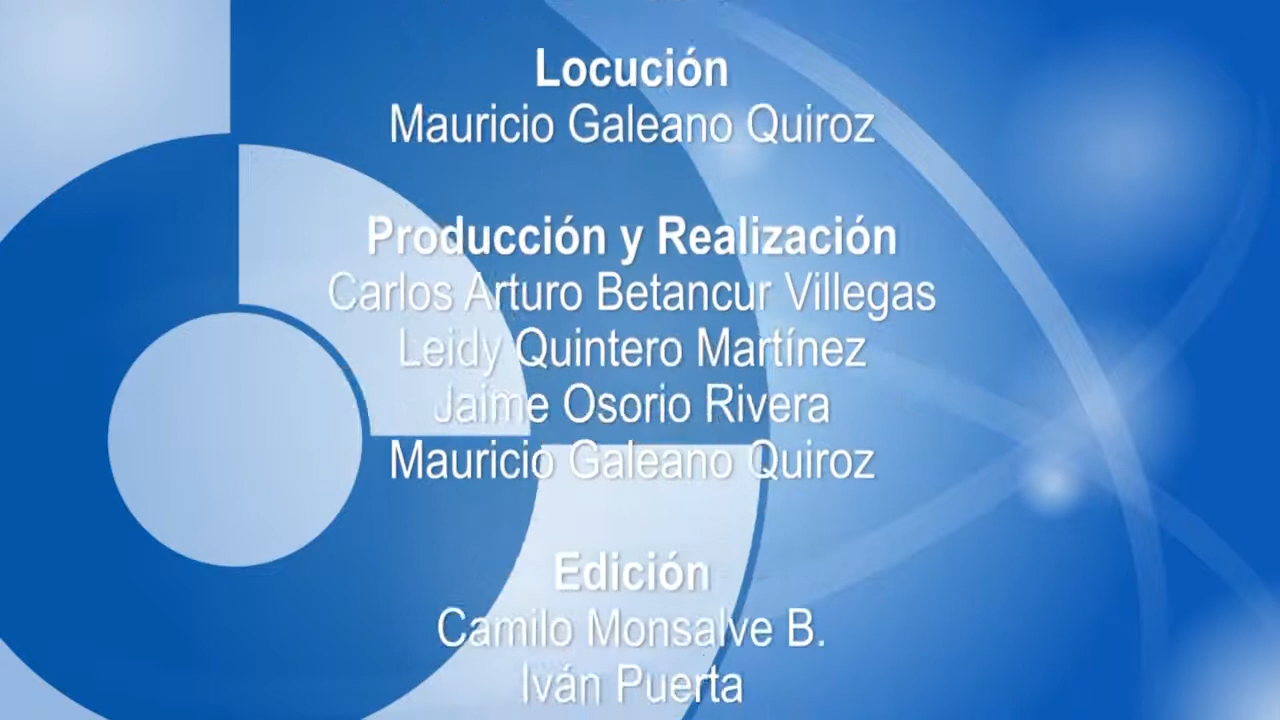 Locución
Mauricio Galeano Quiroz
Producción y Realización
Carlos Arturo Betancur Villegas
Leidy Quintero Martínez
Jaime Osorio Rivera
Mauricio Galeano Quiroz
Edición
Camilo Monsalve B.
Iván Puerta